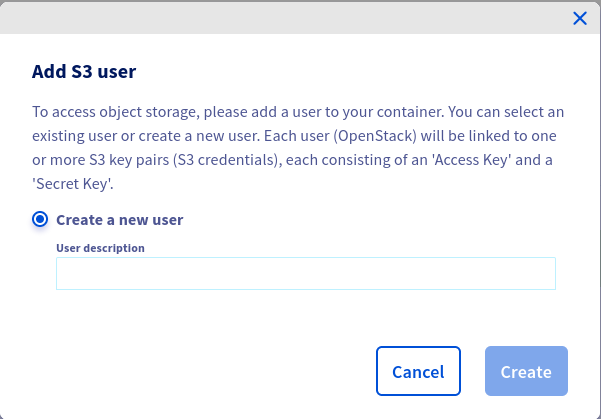 Add S3 user
To access object storage, please add a user to your container. You can select an
existing user or create a new user. Each user (OpenStack) will be linked to one
or more S3 key pairs (S3 credentials), each consisting of an 'Access Key' and a
'Secret Key'.
Create a new user
User description
Cancel Create